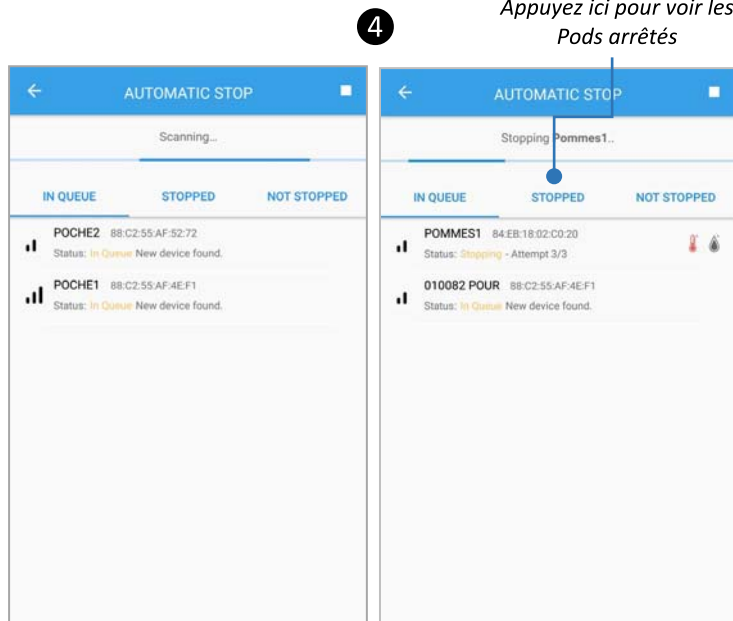 4
Appuyez ici pour voir les
Pods arrêtés
AUTOMATIC STOP
Scanning...
IN QUEUE STOPPED NOT STOPPED
POCHE2 88:C2:55:AF:52:72
Status: In Queue New device found.
POCHE1 88:C2:55:AF:4E:F1
Status: In Queue New device found.
AUTOMATIC STOP
Stopping Pommes1..
IN QUEUE STOPPED NOT STOPPED
POMMES1 84:EB:18:02:C0:20
Status: Stopping - Attempt 3/3
010082 POUR 88:C2:55:AF:4E:F1
Status: In Queue New device found.